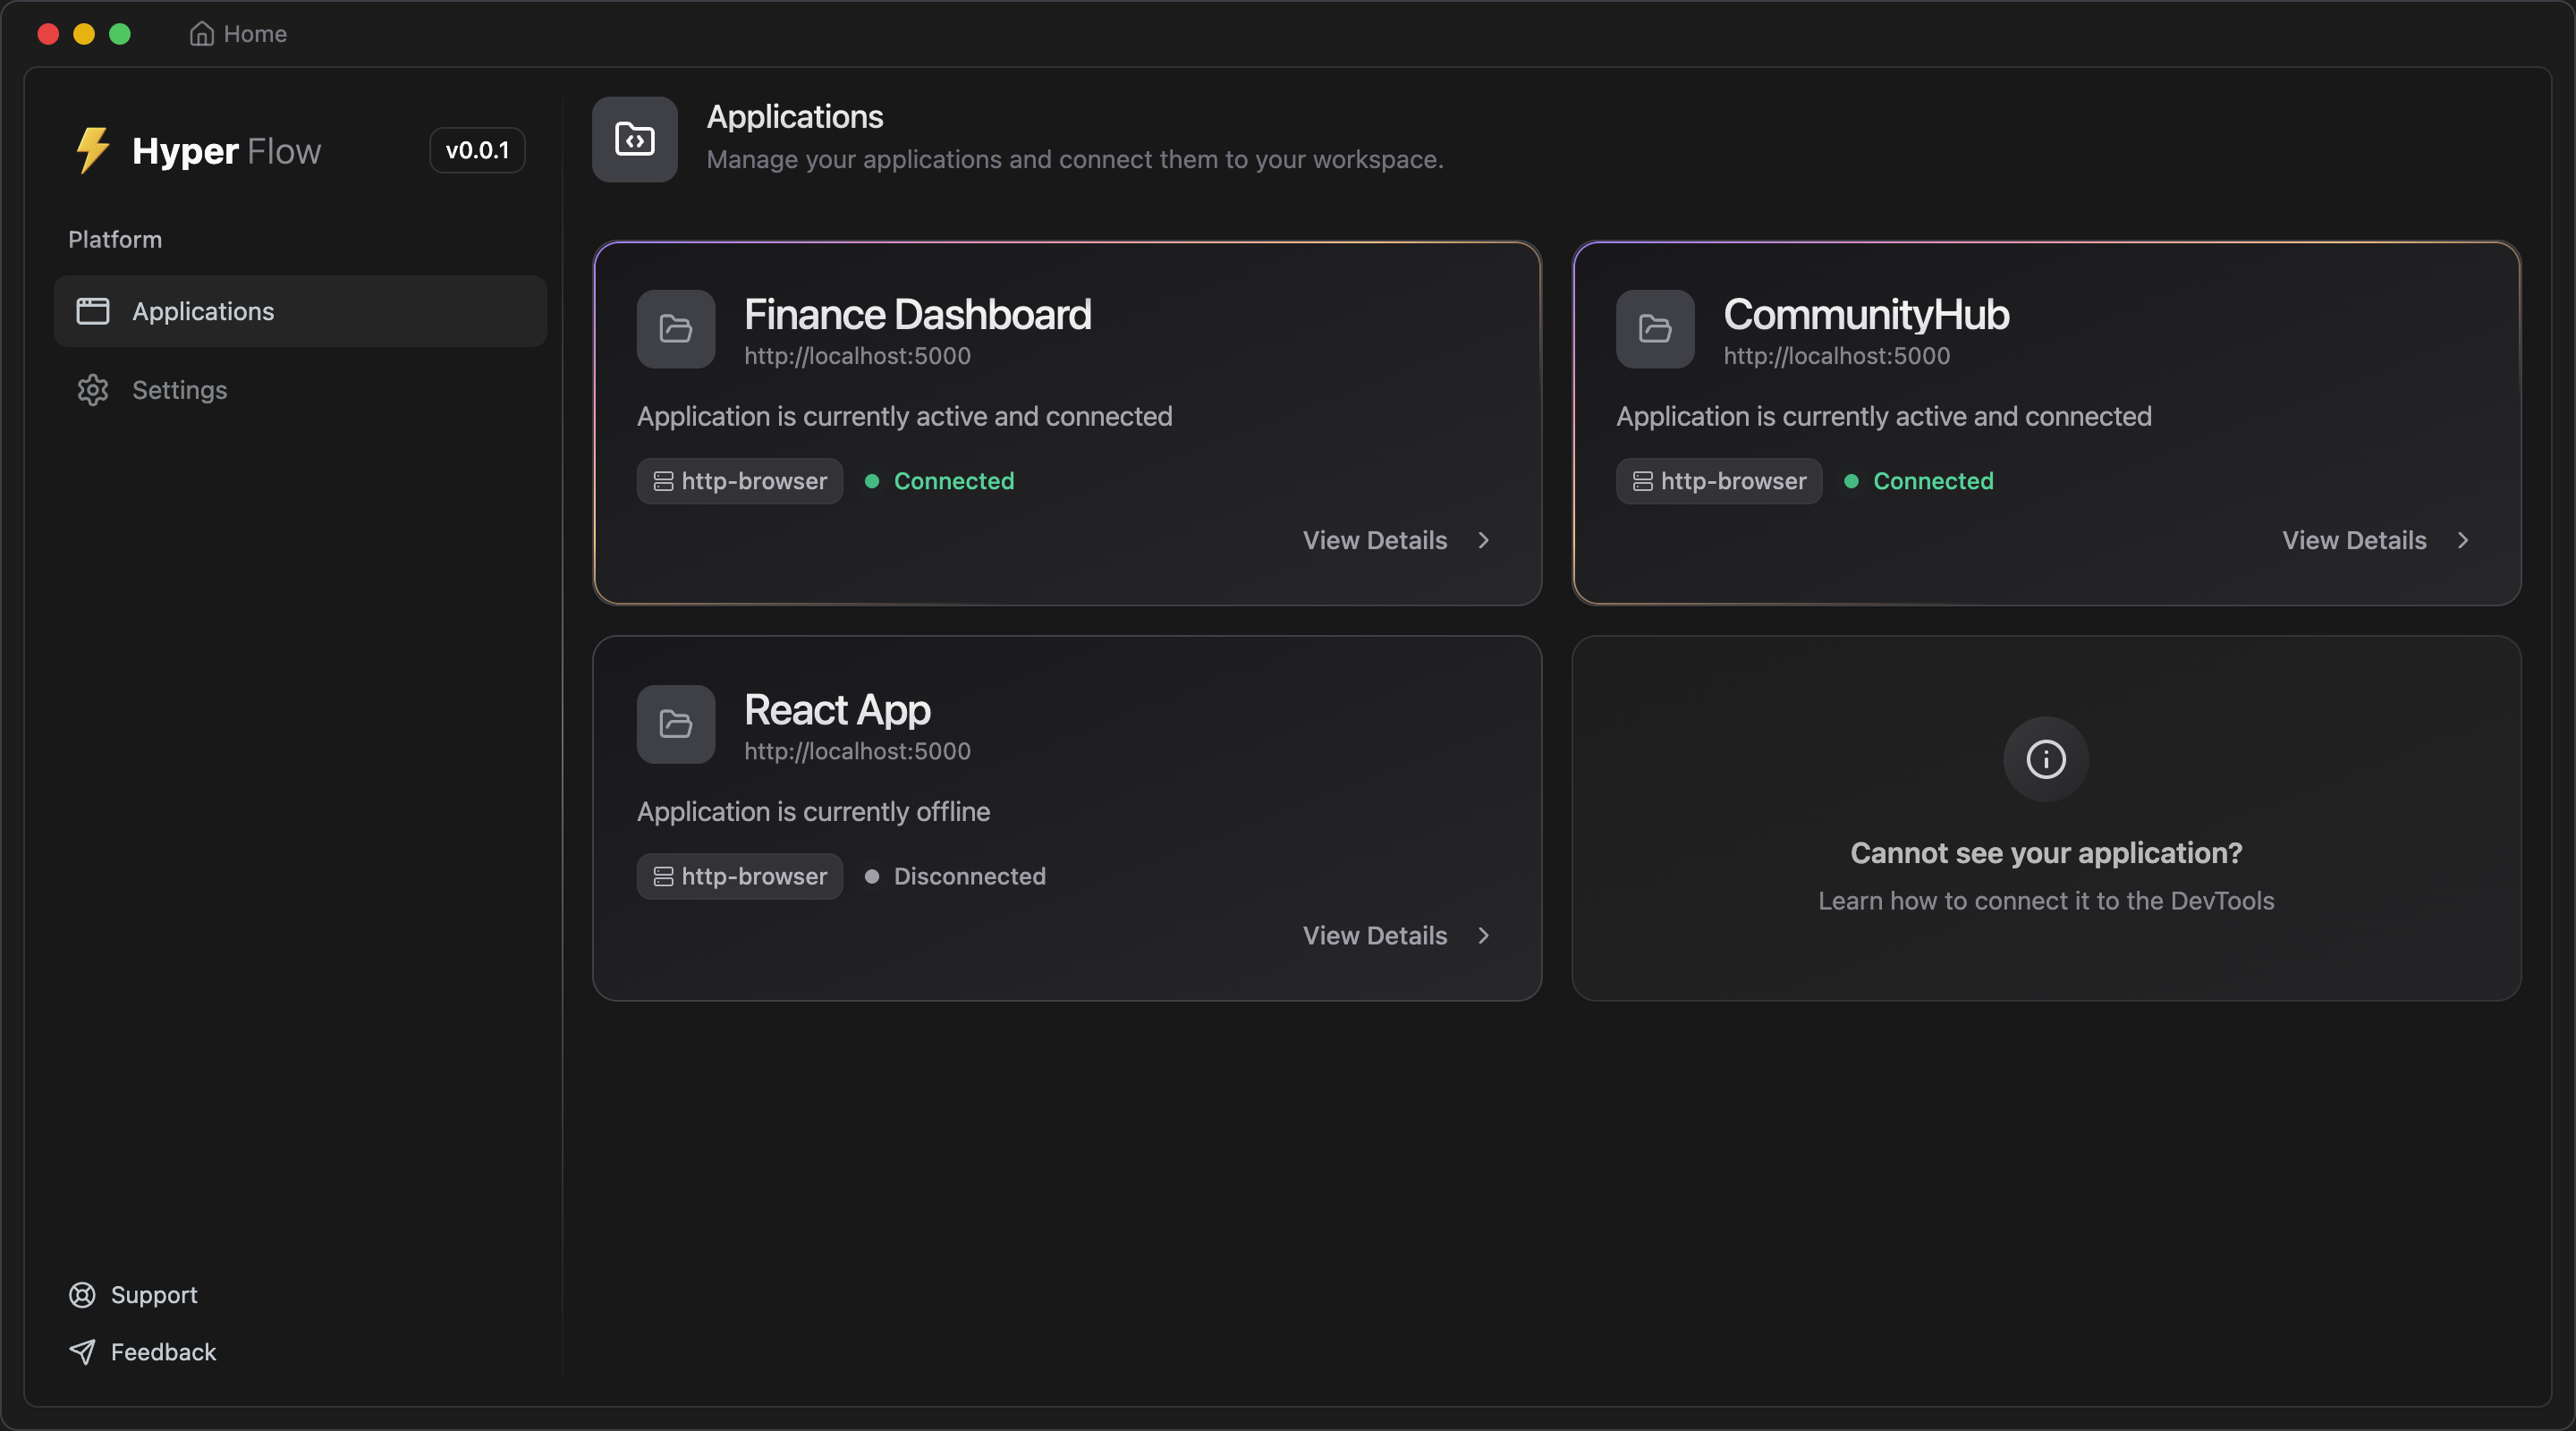 Home
Hyper Flow
v0.0.1
Platform
Applications
Settings
Support
Feedback
Applications
Manage your applications and connect them to your workspace.
Finance Dashboard
http://localhost:5000
Application is currently active and connected
http-browser
Connected
View Details
CommunityHub
http://localhost:5000
Application is currently active and connected
http-browser
Connected
View Details
React App
http://localhost:5000
Application is currently offline
http-browser
Disconnected
View Details
Cannot see your application?
Learn how to connect it to the DevTools